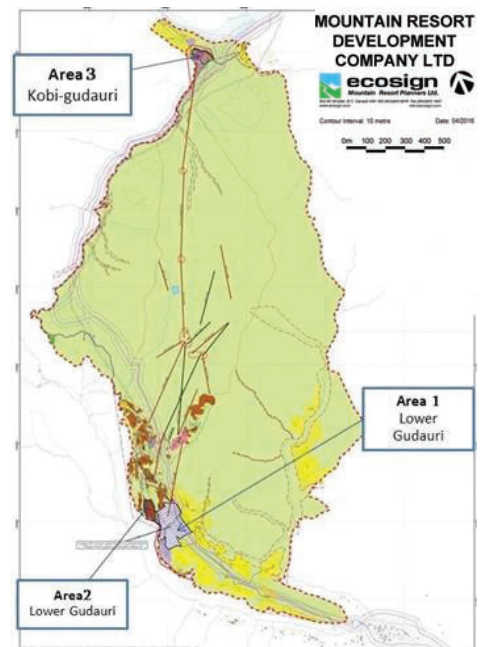 MOUNTAIN RESORT
DEVELOPMENT
COMPANY LTD
ecosign
Mountain Resort Planners Ltd.
Contour Interval: 10 metre
Date: 04/2016
0m 100 200 300 400 500
Area 3
Kobi-gudauri
Area 1
Lower
Gudauri
Area2
Lower Gudauri